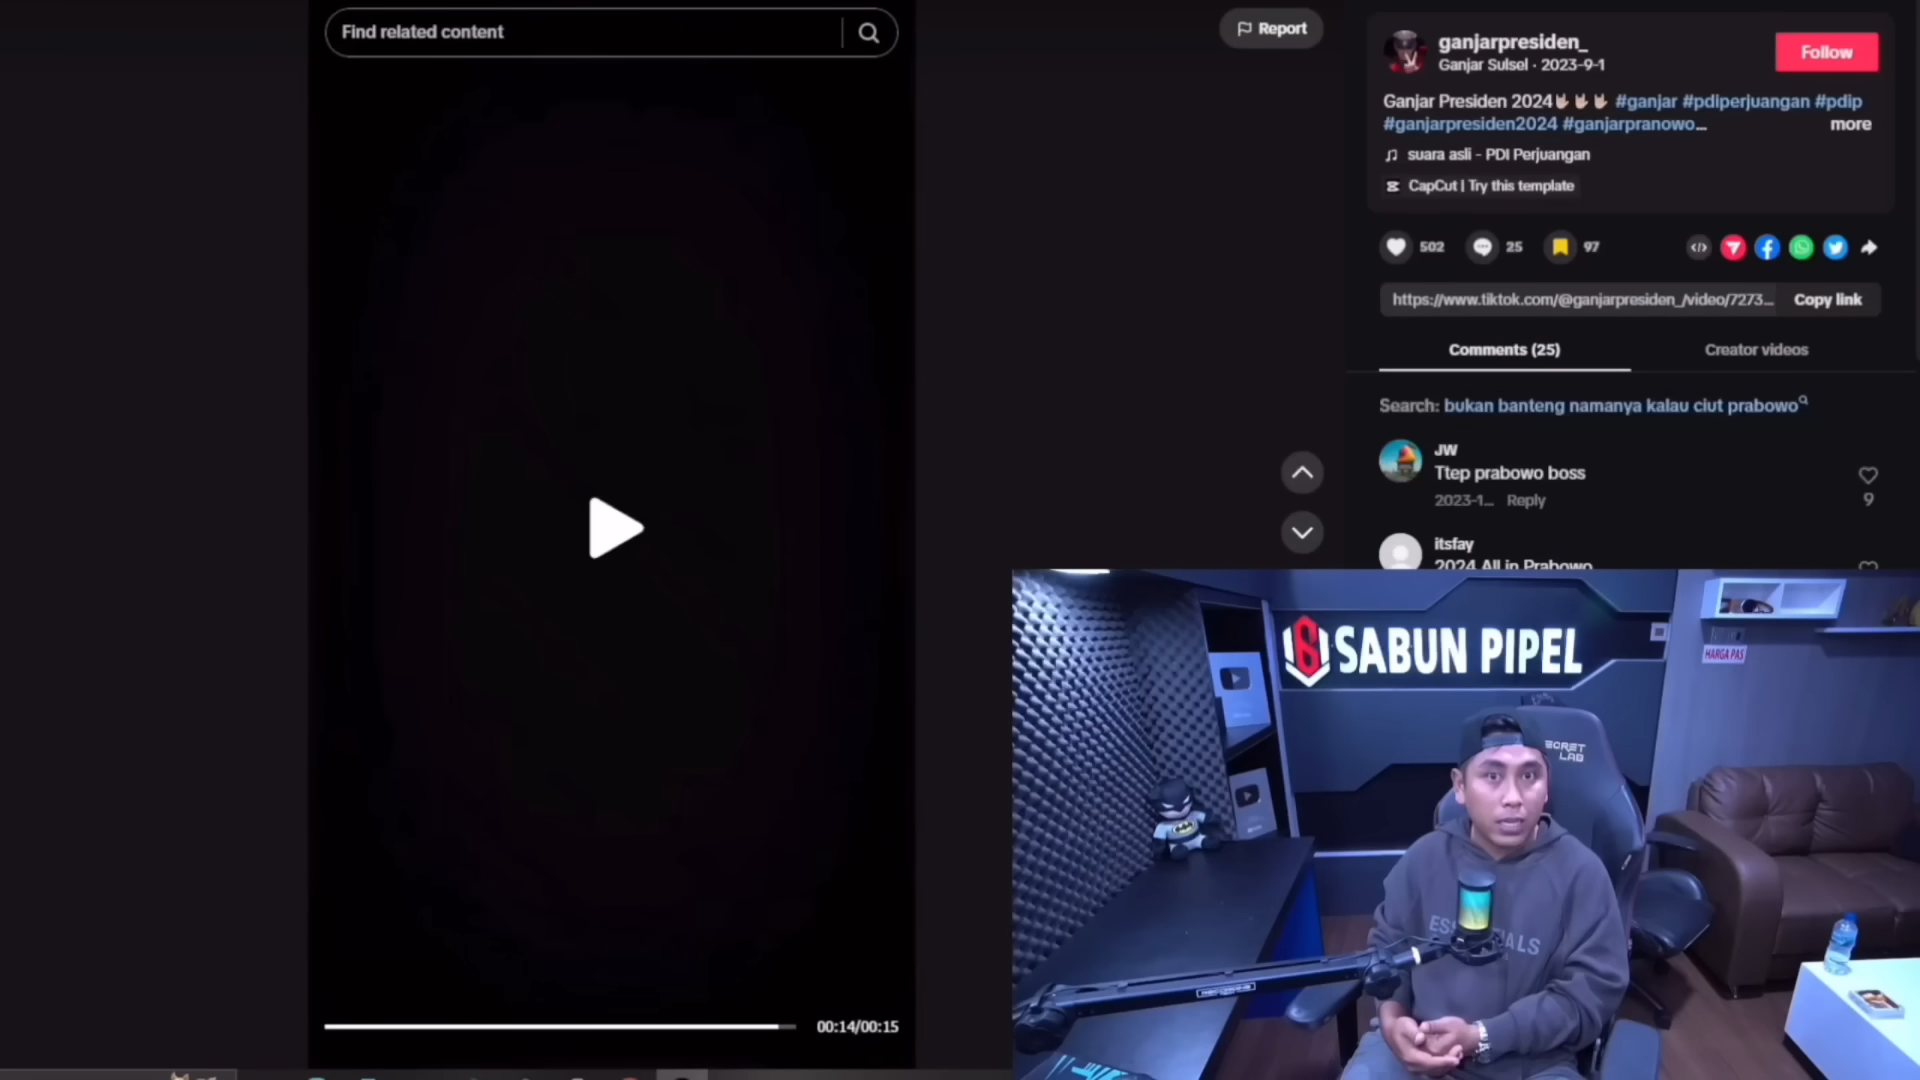 Find related content
Report
ganjarpresiden_
Ganjar Sulsel · 2023-9-1
Follow
Ganjar Presiden 2024🤟🏻🤟🏻🤟🏻 #ganjar #pdiperjuangan #pdip
#ganjarpresiden2024 #ganjarpranowo...
more
suara asli - PDI Perjuangan
CapCut | Try this template
502
25
97
https://www.tiktok.com/@ganjarpresiden_/video/7273...
Copy link
Comments (25)
Creator videos
Search: bukan banteng namanya kalau ciut prabowo
JW
Ttep prabowo boss
2023-1... Reply
9
itsfay
2024 All in Prabowo
SABUN PIPEL
HARGA PAS
SECRET
LAB
ESSENTIALS
00:14/00:15